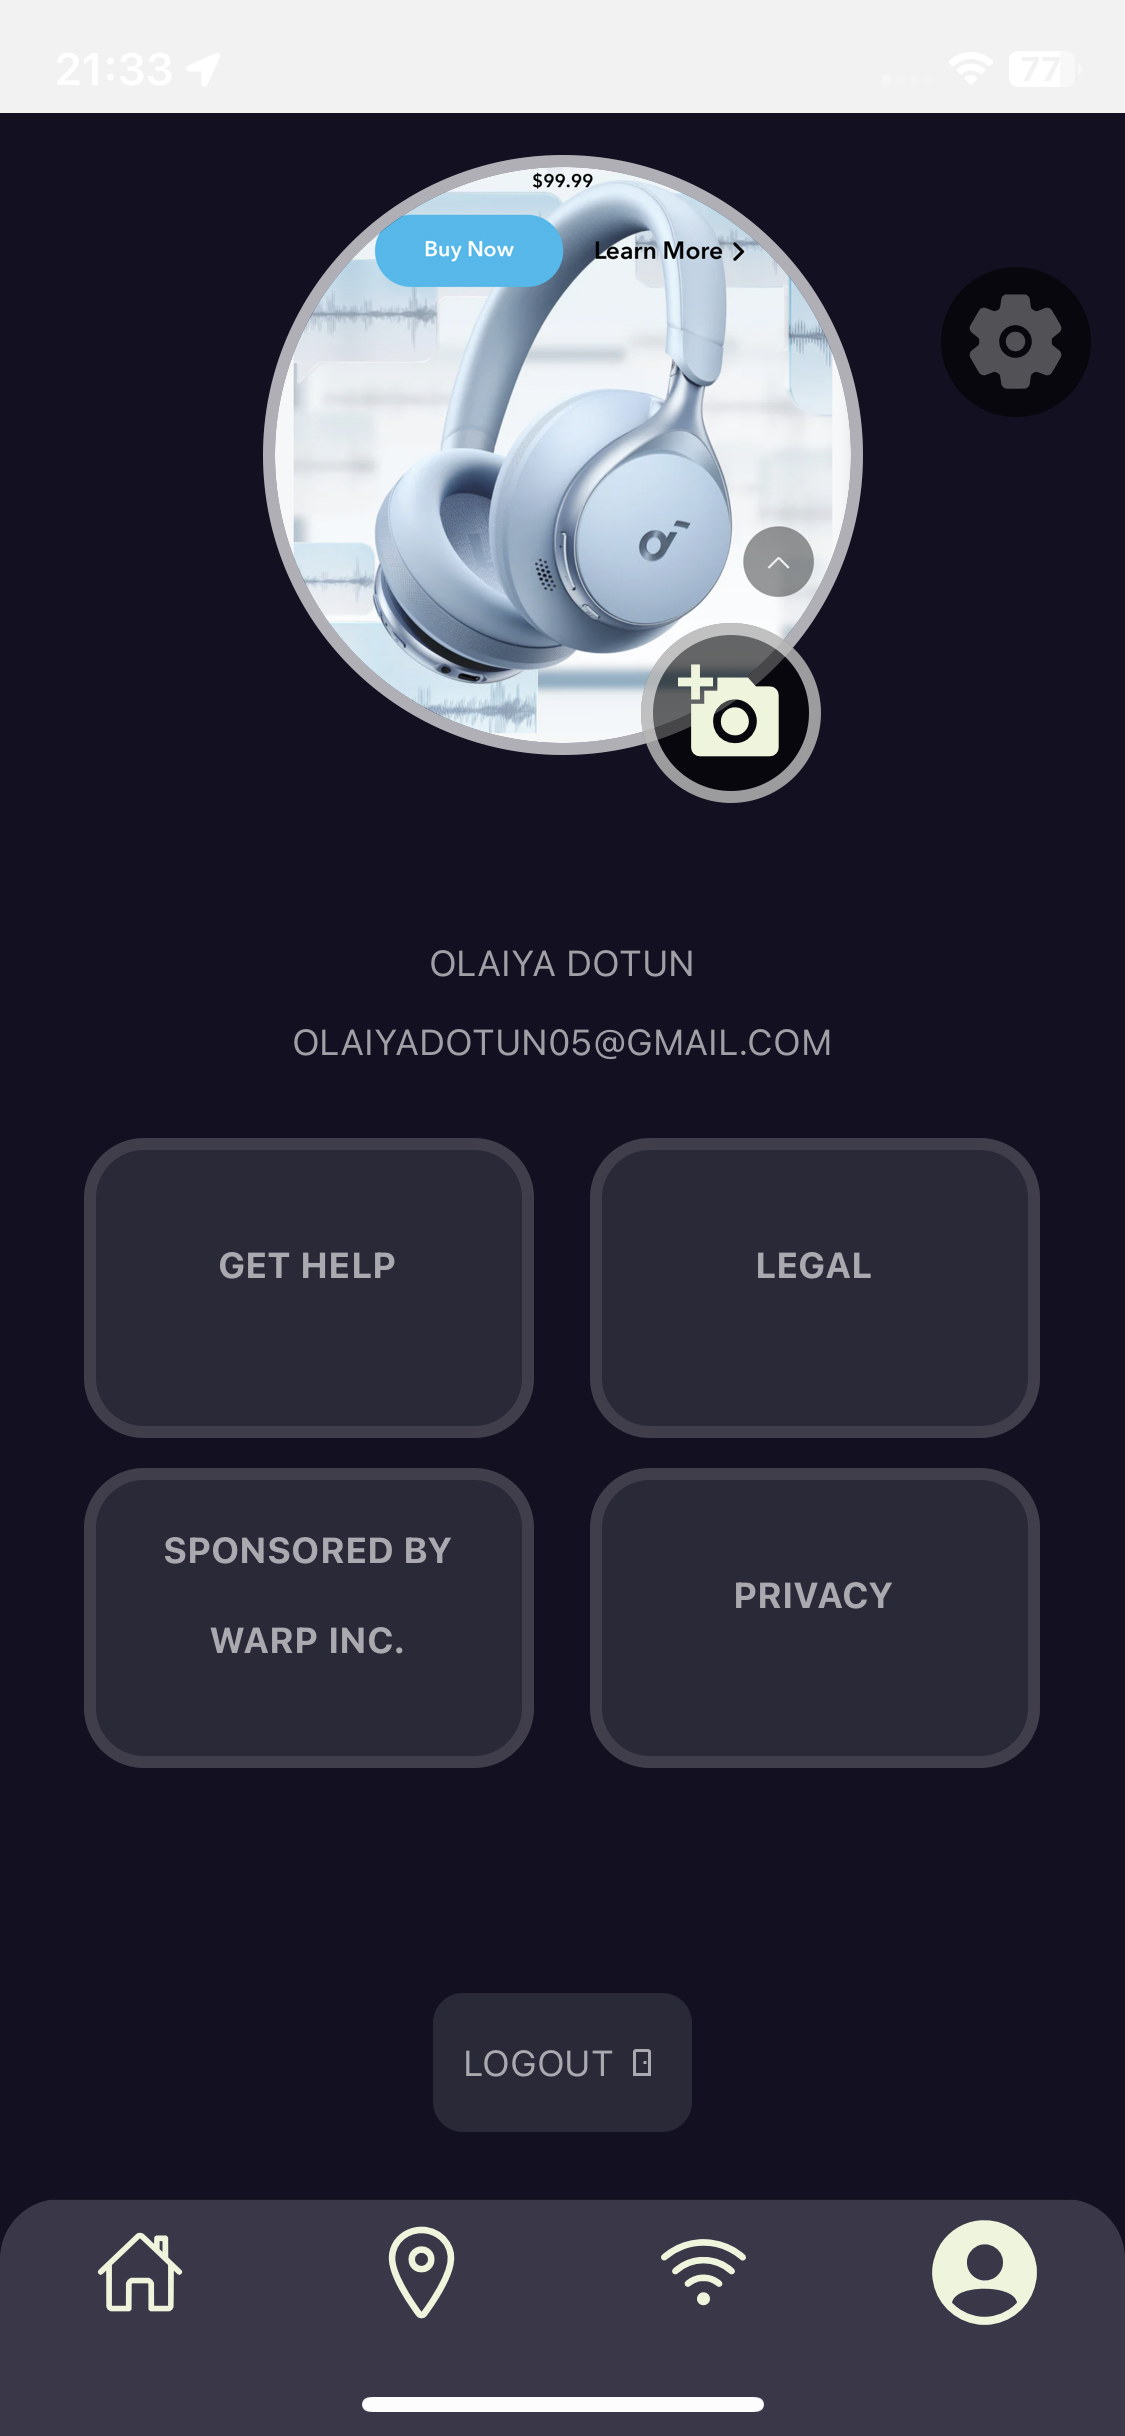 21:33
77
$99.99
Buy Now
Learn More
OLAIYA DOTUN
OLAIYADOTUN05@GMAIL.COM
GET HELP
LEGAL
SPONSORED BY
WARP INC.
PRIVACY
LOGOUT